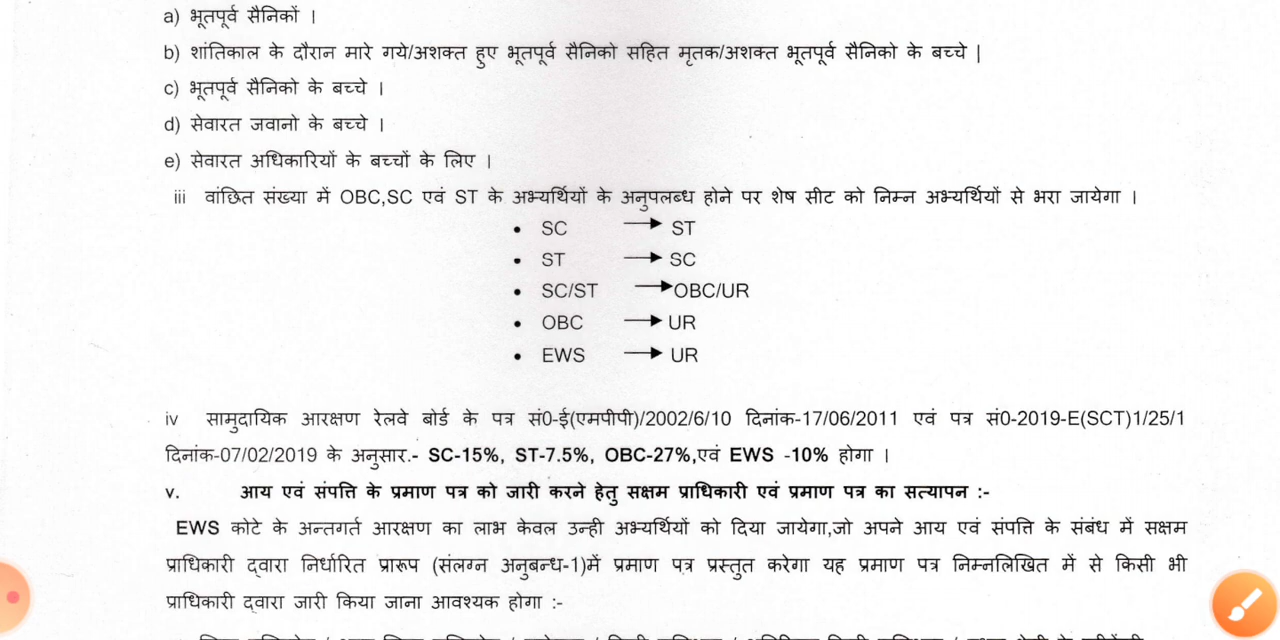 a) भूतपूर्व सैनिकों ।
b) शांतिकाल के दौरान मारे गये/अशक्त हुए भूतपूर्व सैनिको सहित मृतक/अशक्त भूतपूर्व सैनिको के बच्चे |
c) भूतपूर्व सैनिको के बच्चे ।
d) सेवारत जवानो के बच्चे ।
e) सेवारत अधिकारियों के बच्चों के लिए ।
iii वांछित संख्या में OBC,SC एवं ST के अभ्यर्थियों के अनुपलब्ध होने पर शेष सीट को निम्न अभ्यर्थियों से भरा जायेगा ।
• SC → ST
• ST → SC
• SC/ST → OBC/UR
• OBC → UR
• EWS → UR
iv सामुदायिक आरक्षण रेलवे बोर्ड के पत्र सं0-ई(एमपीपी)/2002/6/10 दिनांक-17/06/2011 एवं पत्र सं0-2019-E(SCT)1/25/1
दिनांक-07/02/2019 के अनुसार.- SC-15%, ST-7.5%, OBC-27%,एवं EWS -10% होगा ।
v. आय एवं संपत्ति के प्रमाण पत्र को जारी करने हेतु सक्षम प्राधिकारी एवं प्रमाण पत्र का सत्यापन :-
EWS कोटे के अन्तगर्त आरक्षण का लाभ केवल उन्ही अभ्यर्थियों को दिया जायेगा,जो अपने आय एवं संपत्ति के संबंध में सक्षम
प्राधिकारी द्वारा निर्धारित प्रारूप (संलग्न अनुबन्ध-1)में प्रमाण पत्र प्रस्तुत करेगा यह प्रमाण पत्र निम्नलिखित में से किसी भी
प्राधिकारी द्वारा जारी किया जाना आवश्यक होगा :-